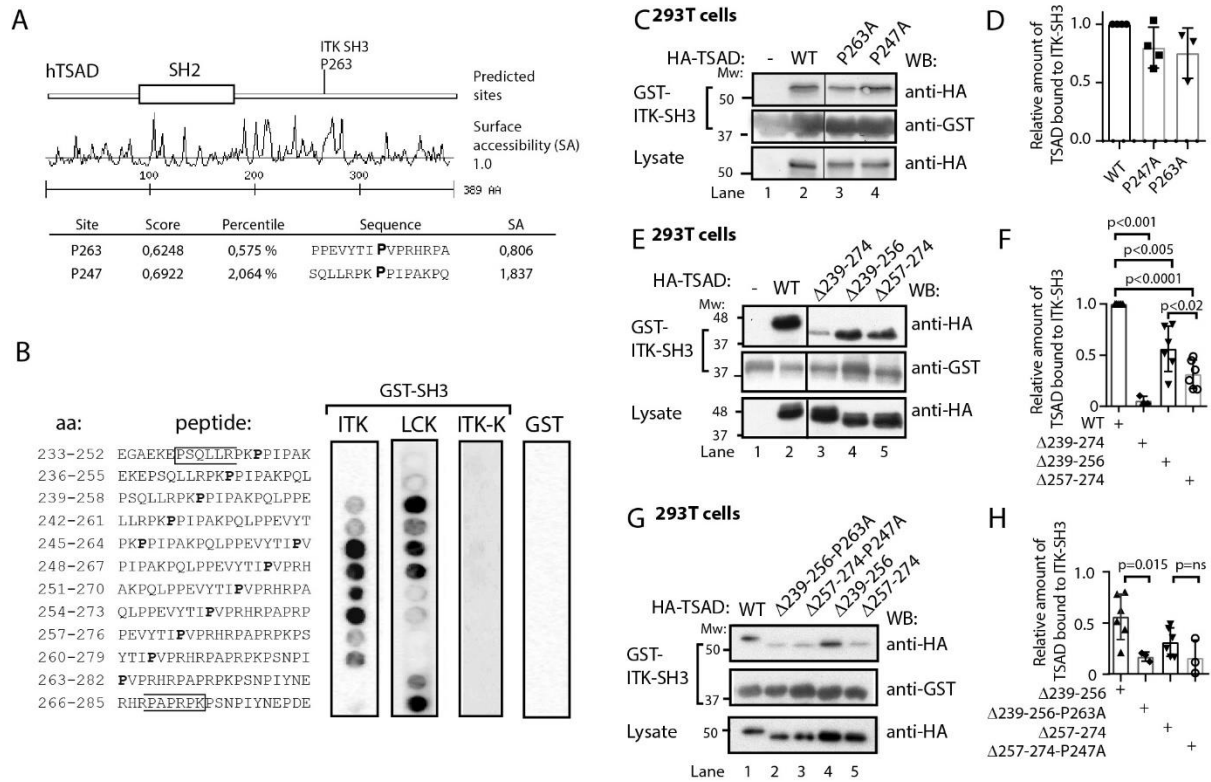 A
hTSAD
SH2
ITK SH3
P263
Predicted
sites
Surface
accessibility (SA)
1.0
100
200
300
389 AA
Site Score Percentile Sequence SA
P263 0,6248 0,575 % PPEVYTI P VPRHRPA 0,806
P247 0,6922 2,064 % SQLLRPK P PIPAKPQ 1,837
B
GST-SH3
aa: peptide: ITK LCK ITK-K GST
233-252 EGAEKEPSQLLRPKPPIPAK
236-255 EKEPSQLLRPKPPIPAKPQL
239-258 PSQLLRPKPPIPAKPQLPPE
242-261 LLRPKPPIPAKPQLPPEVYT
245-264 PKPPIPAKPQLPPEVYTIPV
248-267 PIPAKPQLPPEVYTIPVPRH
251-270 AKPQLPPEVYTIPVPRHRPA
254-273 QLPPEVYTIPVPRHRPAPRP
257-276 PEVYTIPVPRHRPAPRPKPS
260-279 YTIPVPRHRPAPRPKPSNPI
263-282 PVPRHRPAPRPKPSNPIYNE
266-285 RHRPAPRPKPSNPIYNEPDE
C 293T cells
HA-TSAD: - WT P263A P247A WB:
Mw:
GST-
ITK-SH3
50
anti-HA
37
anti-GST
Lysate
50
anti-HA
Lane 1 2 3 4
D
Relative amount of
TSAD bound to ITK-SH3
1.0
0.5
0.0
WT
P247A
P263A
E 293T cells
HA-TSAD: - WT Δ239-274 Δ239-256 Δ257-274 WB:
Mw:
GST-
ITK-SH3
48
37
anti-HA
37
anti-GST
Lysate
48
37
anti-HA
Lane 1 2 3 4 5
F
p<0.001
p<0.005
p<0.0001
p<0.02
Relative amount of
TSAD bound to ITK-SH3
1.0
0.5
0.0
WT +
Δ239-274 +
Δ239-256 +
Δ257-274 +
G 293T cells
HA-TSAD: WT Δ239-256-P263A Δ257-274-P247A Δ239-256 Δ257-274 WB:
Mw:
GST-
ITK-SH3
50
anti-HA
37
anti-GST
Lysate
50
anti-HA
Lane 1 2 3 4 5
H
p=0.015 p=ns
Relative amount of
TSAD bound to ITK-SH3
1.0
0.5
0.0
Δ239-256 +
Δ239-256-P263A +
Δ257-274 +
Δ257-274-P247A +